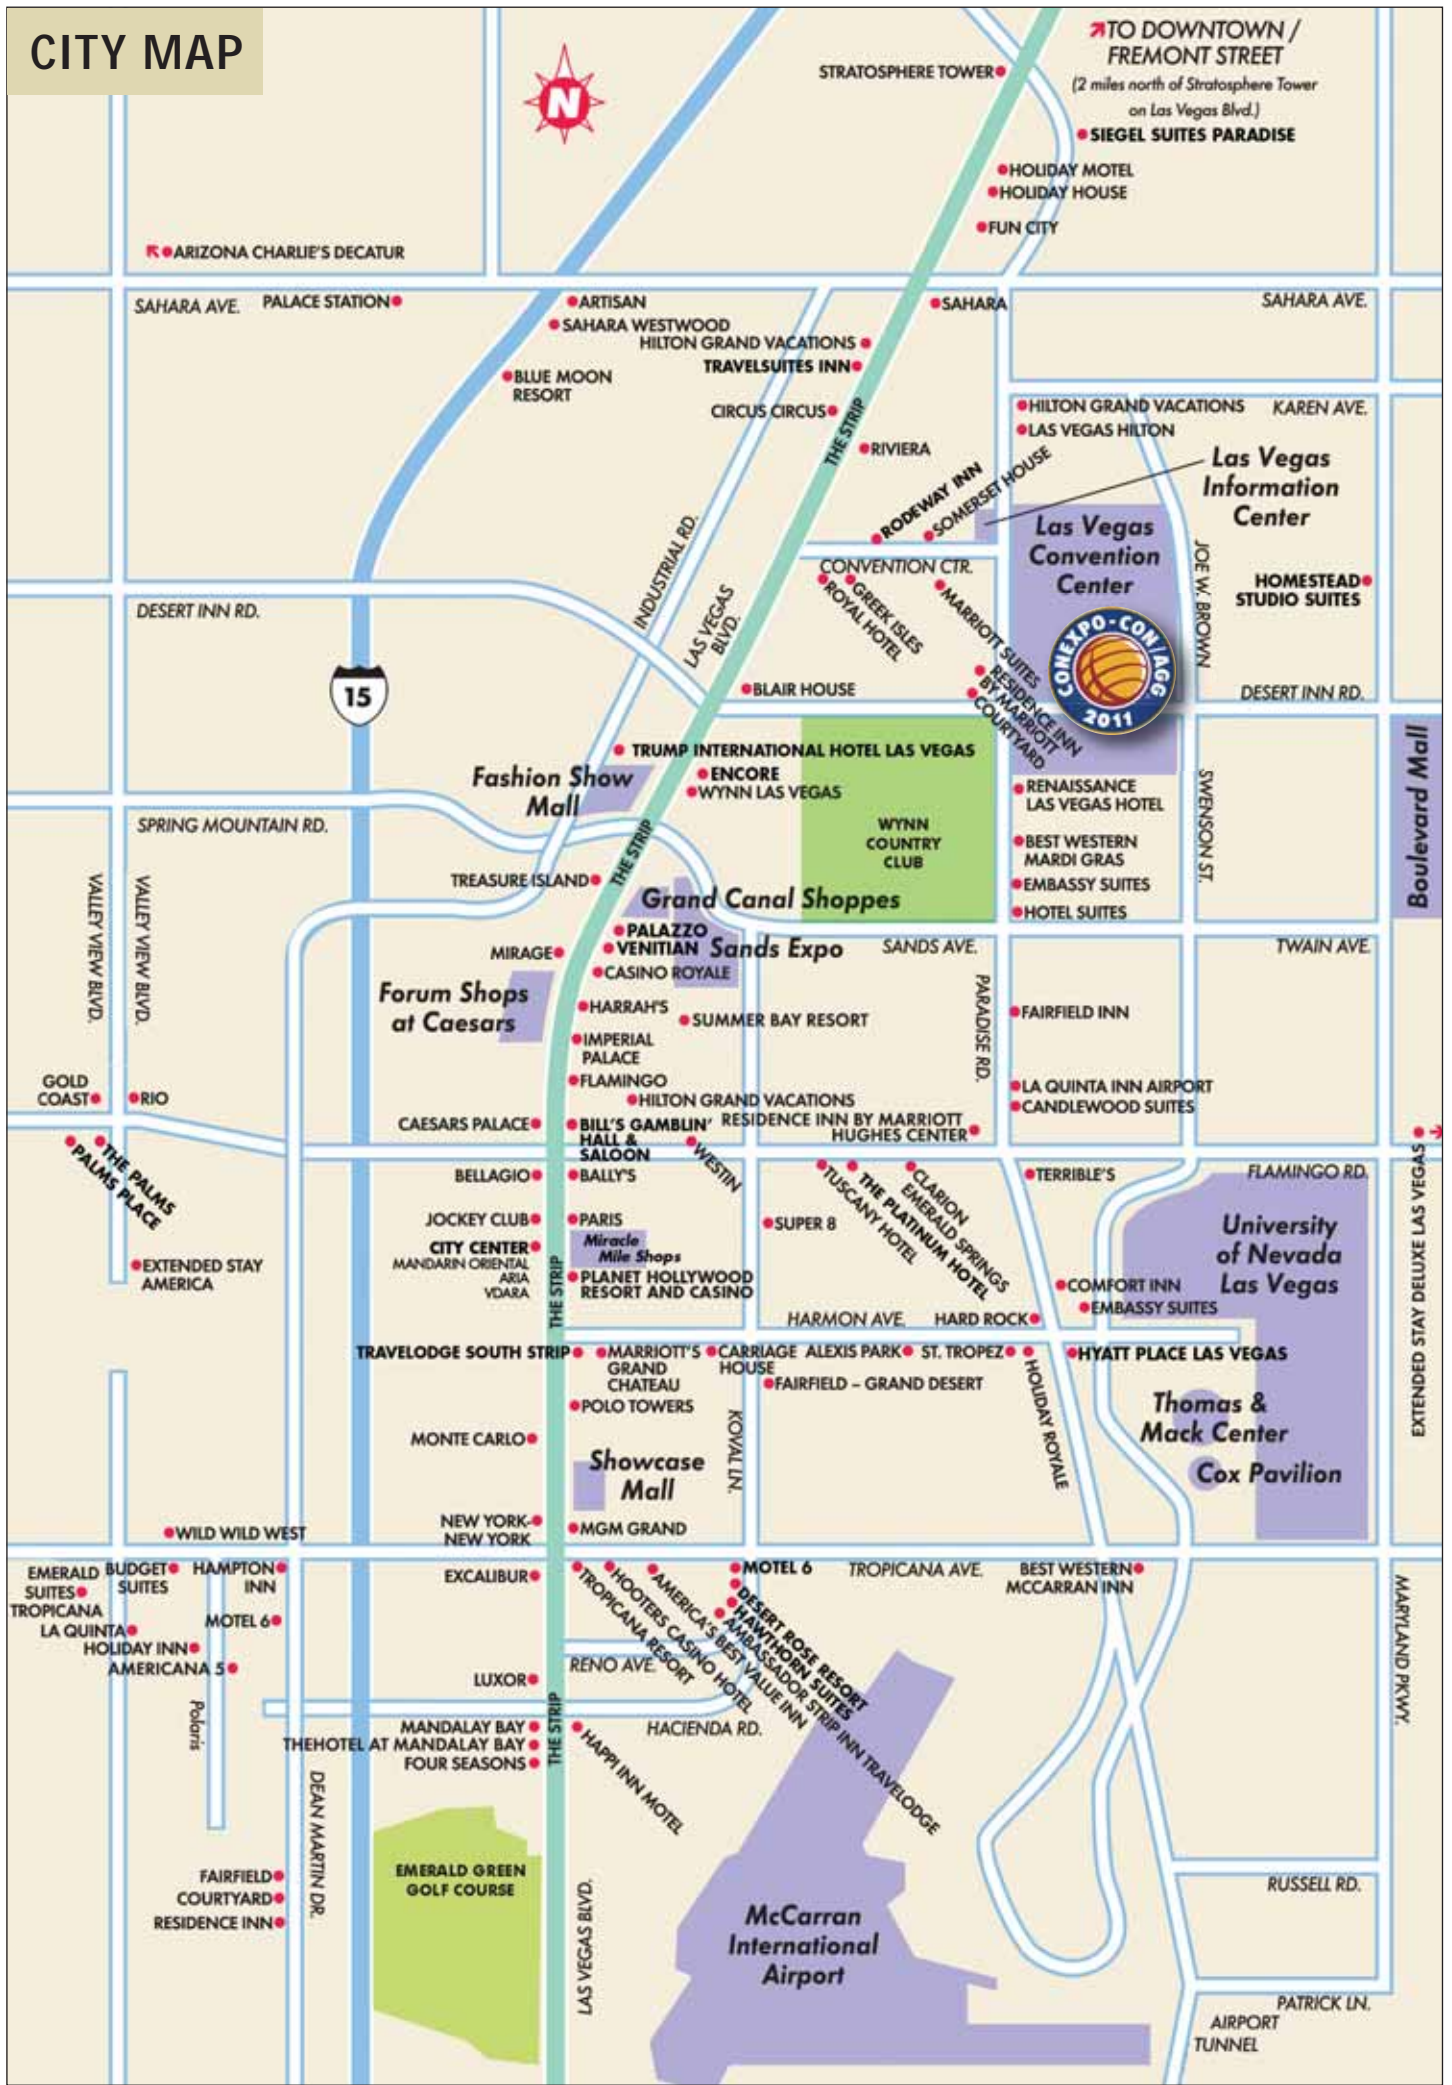 CITY MAP
N
TO DOWNTOWN /
FREMONT STREET
(2 miles north of Stratosphere Tower
on Las Vegas Blvd.)
STRATOSPHERE TOWER
SIEGEL SUITES PARADISE
HOLIDAY MOTEL
HOLIDAY HOUSE
FUN CITY
ARIZONA CHARLIE'S DECATUR
SAHARA AVE.
PALACE STATION
ARTISAN
SAHARA
SAHARA AVE.
SAHARA WESTWOOD
HILTON GRAND VACATIONS
TRAVELSUITES INN
BLUE MOON
RESORT
CIRCUS CIRCUS
THE STRIP
HILTON GRAND VACATIONS
KAREN AVE.
LAS VEGAS HILTON
RIVIERA
RODEWAY INN
SOMERSET HOUSE
Las Vegas
Information
Center
Las Vegas
Convention
Center
INDUSTRIAL RD.
CONVENTION CTR.
JOE W. BROWN
HOMESTEAD
STUDIO SUITES
DESERT INN RD.
LAS VEGAS
BLVD.
ROYAL HOTEL
GREEK ISLES
MARRIOTT SUITES
RESIDENCE INN
BY MARRIOTT
COURTYARD
CONEXPO-CON/AGG
2011
15
BLAIR HOUSE
DESERT INN RD.
TRUMP INTERNATIONAL HOTEL LAS VEGAS
Fashion Show
Mall
ENCORE
WYNN LAS VEGAS
RENAISSANCE
LAS VEGAS HOTEL
SWENSON ST.
Boulevard Mall
SPRING MOUNTAIN RD.
THE STRIP
WYNN
COUNTRY
CLUB
BEST WESTERN
MARDI GRAS
EMBASSY SUITES
HOTEL SUITES
VALLEY VIEW BLVD.
VALLEY VIEW BLVD.
TREASURE ISLAND
Grand Canal Shoppes
PALAZZO
VENITIAN
Sands Expo
MIRAGE
SANDS AVE.
TWAIN AVE.
CASINO ROYALE
Forum Shops
at Caesars
HARRAH'S
SUMMER BAY RESORT
PARADISE RD.
FAIRFIELD INN
IMPERIAL
PALACE
FLAMINGO
HILTON GRAND VACATIONS
LA QUINTA INN AIRPORT
CANDLEWOOD SUITES
GOLD
COAST
RIO
CAESARS PALACE
BILL'S GAMBLIN'
HALL &
SALOON
RESIDENCE INN BY MARRIOTT
HUGHES CENTER
WESTIN
PALMS PLACE
THE PALMS
BELLAGIO
BALLY'S
TERRIBLE'S
FLAMINGO RD.
EXTENDED STAY DELUXE LAS VEGAS
TUSCANY HOTEL
THE PLATINUM HOTEL
CLARION
EMERALD SPRINGS
JOCKEY CLUB
PARIS
SUPER 8
University
of Nevada
Las Vegas
CITY CENTER
MANDARIN ORIENTAL
ARIA
VDARA
Miracle
Mile Shops
THE STRIP
PLANET HOLLYWOOD
RESORT AND CASINO
EXTENDED STAY
AMERICA
COMFORT INN
EMBASSY SUITES
HARMON AVE.
HARD ROCK
TRAVELODGE SOUTH STRIP
MARRIOTT'S
GRAND
CHATEAU
CARRIAGE
HOUSE
ALEXIS PARK
ST. TROPEZ
HOLIDAY ROYALE
HYATT PLACE LAS VEGAS
FAIRFIELD – GRAND DESERT
POLO TOWERS
KOVAL LN.
Thomas &
Mack Center
Cox Pavilion
MONTE CARLO
Showcase
Mall
NEW YORK-
NEW YORK
MGM GRAND
WILD WILD WEST
EMERALD
SUITES
TROPICANA
BUDGET
SUITES
HAMPTON
INN
EXCALIBUR
MOTEL 6
TROPICANA AVE.
BEST WESTERN
MCCARRAN INN
TROPICANA RESORT
HOOTERS CASINO HOTEL
AMERICA'S BEST VALUE INN
DESERT ROSE RESORT
HAWTHORN SUITES
AMBASSADOR STRIP INN TRAVELODGE
LA QUINTA
MOTEL 6
HOLIDAY INN
AMERICANA 5
RENO AVE.
LUXOR
Polaris
MARYLAND PKWY.
MANDALAY BAY
THEHOTEL AT MANDALAY BAY
FOUR SEASONS
THE STRIP
HACIENDA RD.
HAPPI INN MOTEL
DEAN MARTIN DR.
FAIRFIELD
COURTYARD
RESIDENCE INN
EMERALD GREEN
GOLF COURSE
LAS VEGAS BLVD.
McCarran
International
Airport
RUSSELL RD.
PATRICK LN.
AIRPORT
TUNNEL